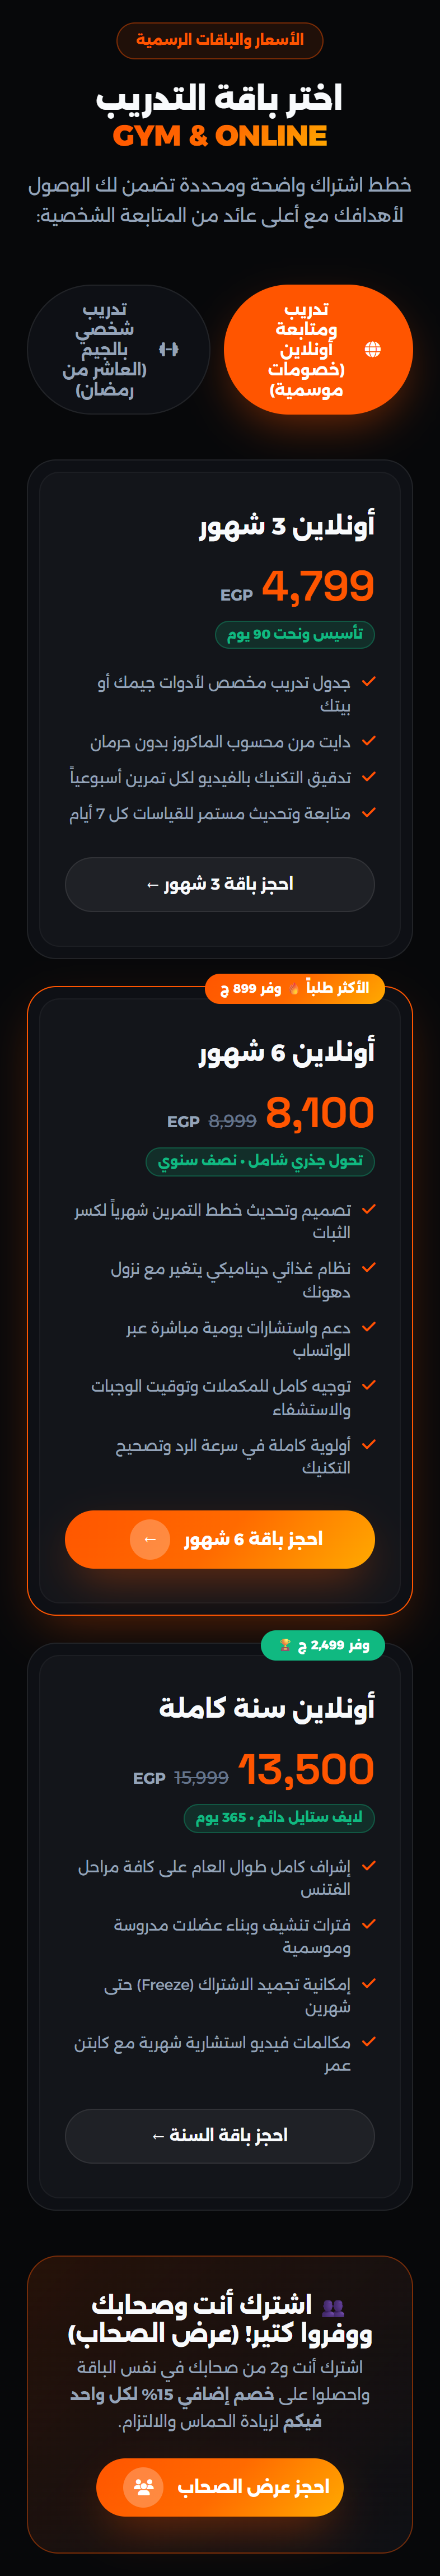 الأسعار والباقات الرسمية
اختر باقة التدريب
GYM & ONLINE
خطط اشتراك واضحة ومحددة تضمن لك الوصول
لأهدافك مع أعلى عائد من المتابعة الشخصية:
تدريب
ومتابعة
أونلاين
(خصومات
موسمية)
تدريب
شخصي
بالجيم
(العاشر من
رمضان)
أونلاين 3 شهور
4,799 EGP
تأسيس ونحت 90 يوم
جدول تدريب مخصص لأدوات جيمك أو
بيتك
دايت مرن محسوب الماكروز بدون حرمان
تدقيق التكنيك بالفيديو لكل تمرين أسبوعياً
متابعة وتحديث مستمر للقياسات كل 7 أيام
احجز باقة 3 شهور ←
الأكثر طلباً 🔥 وفر 899 ج
أونلاين 6 شهور
8,100 8,999 EGP
تحول جذري شامل • نصف سنوي
تصميم وتحديث خطط التمرين شهرياً لكسر
الثبات
نظام غذائي ديناميكي يتغير مع نزول
دهونك
دعم واستشارات يومية مباشرة عبر
الواتساب
توجيه كامل للمكملات وتوقيت الوجبات
والاستشفاء
أولوية كاملة في سرعة الرد وتصحيح
التكنيك
احجز باقة 6 شهور ←
وفر 2,499 ج 🏆
أونلاين سنة كاملة
13,500 15,999 EGP
لايف ستايل دائم • 365 يوم
إشراف كامل طوال العام على كافة مراحل
الفتنس
فترات تنشيف وبناء عضلات مدروسة
وموسمية
إمكانية تجميد الاشتراك (Freeze) حتى
شهرين
مكالمات فيديو استشارية شهرية مع كابتن
عمر
احجز باقة السنة ←
👥 اشترك أنت وصحابك
ووفروا كتير! (عرض الصحاب)
اشترك أنت و2 من صحابك في نفس الباقة
واحصلوا على خصم إضافي 15% لكل واحد
فيكم لزيادة الحماس والالتزام.
احجز عرض الصحاب